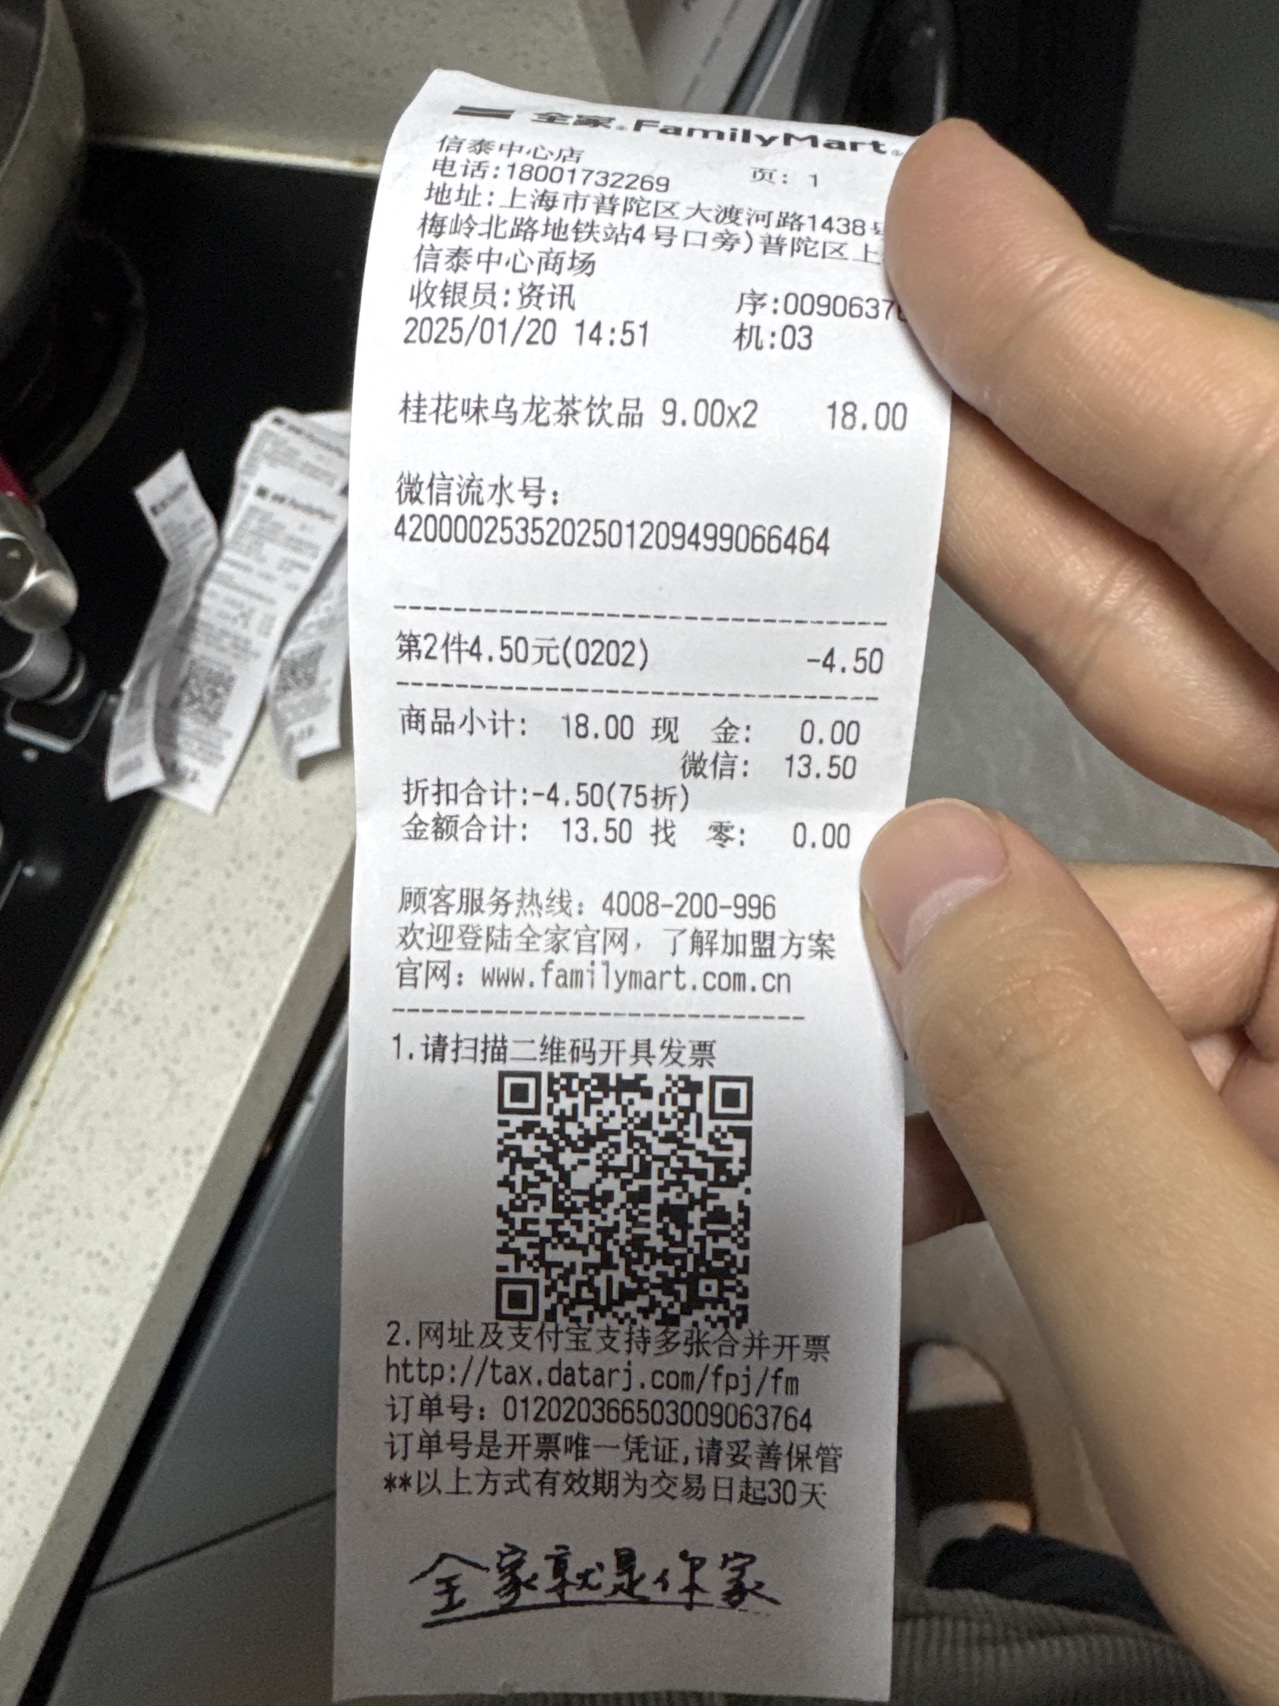 全家 FamilyMart
信泰中心店
电话:18001732269 页: 1
地址:上海市普陀区大渡河路1438
梅岭北路地铁站4号口旁)普陀区上
信泰中心商场
收银员:资讯 序:00906376
2025/01/20 14:51 机:03
桂花味乌龙茶饮品 9.00x2 18.00
微信流水号:
4200002535202501209499066464
第2件4.50元(0202) -4.50
商品小计: 18.00 现 金: 0.00
微信: 13.50
折扣合计:-4.50(75折)
金额合计: 13.50 找 零: 0.00
顾客服务热线: 4008-200-996
欢迎登陆全家官网,了解加盟方案
官网: www.familymart.com.cn
1.请扫描二维码开具发票
2.网址及支付宝支持多张合并开票
http://tax.datarj.com/fpj/fm
订单号: 012020366503009063764
订单号是开票唯一凭证,请妥善保管
**以上方式有效期为交易日起30天
全家就是你家